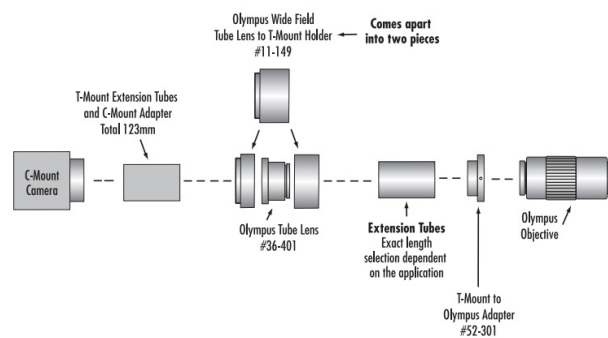 Olympus Wide Field
Tube Lens to T-Mount Holder
#11-149
Comes apart
into two pieces
T-Mount Extension Tubes
and C-Mount Adapter
Total 123mm
C-Mount
Camera
Olympus Tube Lens
#36-401
Extension Tubes
Exact length
selection dependent
on the application
Olympus
Objective
T-Mount to
Olympus Adapter
#52-301